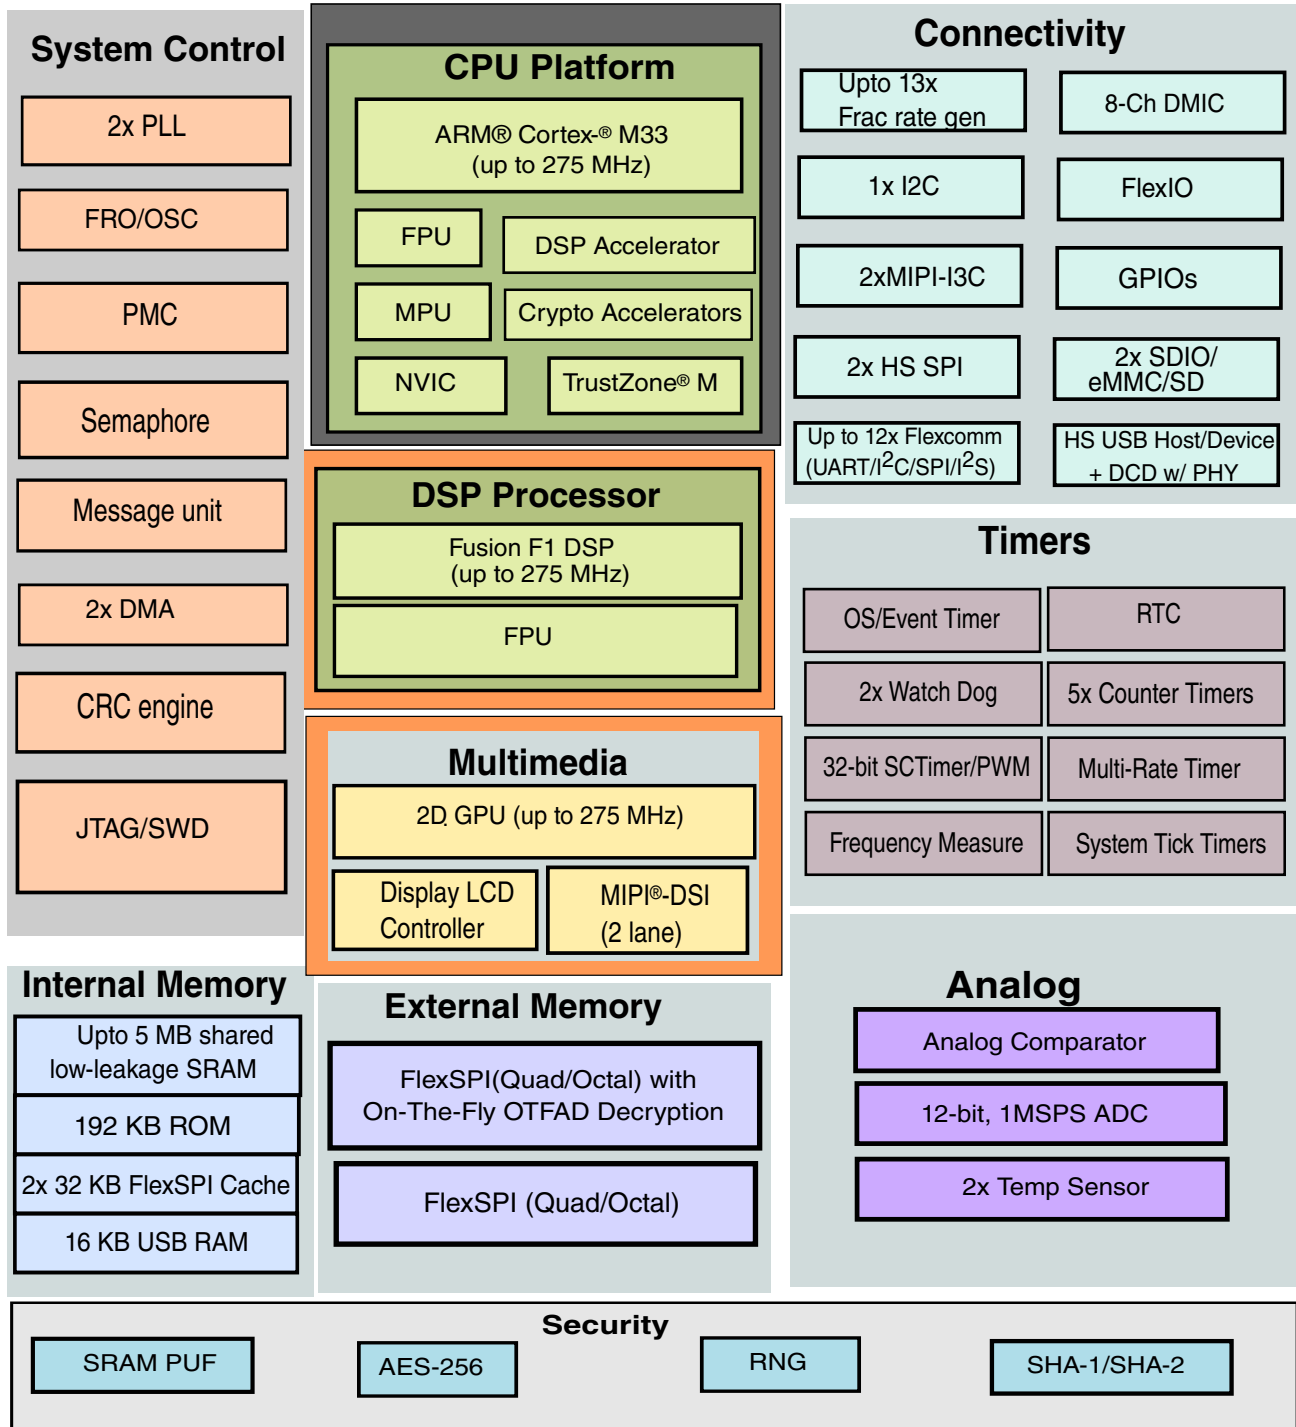 System Control
2x PLL
FRO/OSC
PMC
Semaphore
Message unit
2x DMA
CRC engine
JTAG/SWD
CPU Platform
ARM® Cortex-® M33
(up to 275 MHz)
FPU
DSP Accelerator
MPU
Crypto Accelerators
NVIC
TrustZone® M
DSP Processor
Fusion F1 DSP
(up to 275 MHz)
FPU
Multimedia
2D GPU (up to 275 MHz)
Display LCD
Controller
MIPI®-DSI
(2 lane)
Connectivity
Upto 13x
Frac rate gen
8-Ch DMIC
1x I2C
FlexIO
2xMIPI-I3C
GPIOs
2x HS SPI
2x SDIO/
eMMC/SD
Up to 12x Flexcomm
(UART/I²C/SPI/I²S)
HS USB Host/Device
+ DCD w/ PHY
Timers
OS/Event Timer
RTC
2x Watch Dog
5x Counter Timers
32-bit SCTimer/PWM
Multi-Rate Timer
Frequency Measure
System Tick Timers
Internal Memory
Upto 5 MB shared
low-leakage SRAM
192 KB ROM
2x 32 KB FlexSPI Cache
16 KB USB RAM
External Memory
FlexSPI(Quad/Octal) with
On-The-Fly OTFAD Decryption
FlexSPI (Quad/Octal)
Analog
Analog Comparator
12-bit, 1MSPS ADC
2x Temp Sensor
Security
SRAM PUF
AES-256
RNG
SHA-1/SHA-2